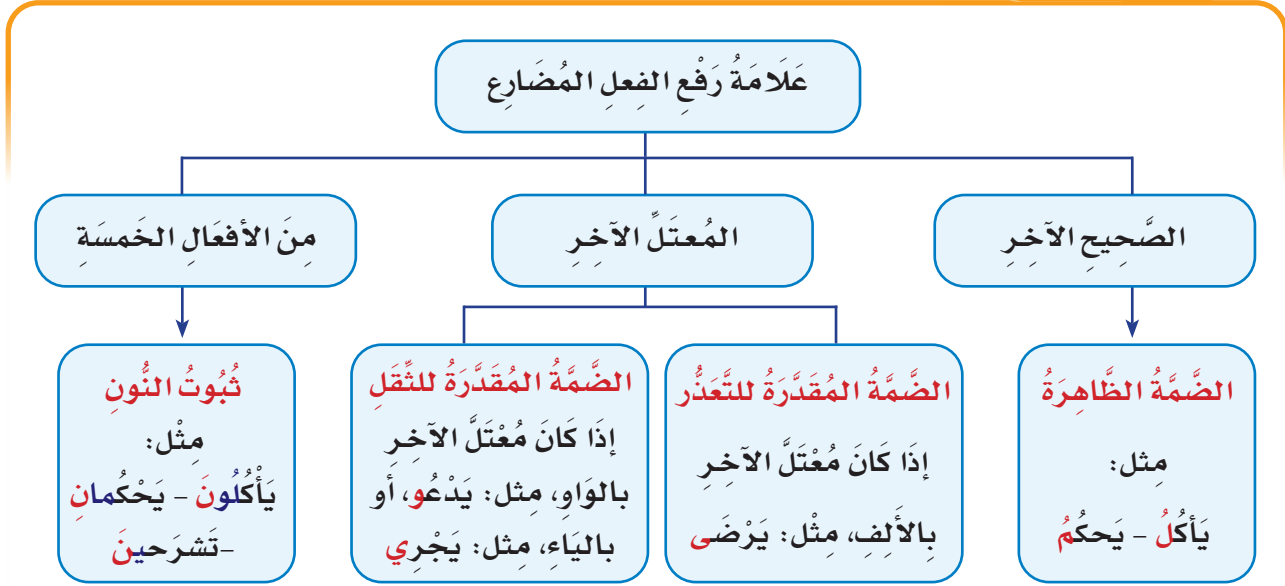 عَلَامَةُ رَفْعِ الفِعلِ المُضَارِع
الصَّحِيحِ الآخِرِ
المُعتَلِّ الآخِرِ
مِنَ الأفعَالِ الخَمسَةِ
الضَّمَّةُ الظَّاهِرَةُ
مِثل:
يَأكُلُ – يَحكُمُ
الضَّمَّةُ المُقَدَّرَةُ للتَّعَذُّر
إذَا كَانَ مُعْتَلَّ الآخِرِ
بِالأَلِفِ، مِثْل: يَرْضَى
الضَّمَّةُ المُقَدَّرَةُ للثِّقَلِ
إذَا كَانَ مُعْتَلَّ الآخِرِ
بالوَاوِ، مِثل: يَدْعُو، أو
باليَاءِ، مِثل: يَجْرِي
ثُبُوتُ النُّونِ
مِثْل:
يَأْكُلُونَ – يَحْكُمانِ
–تَشرَحينَ